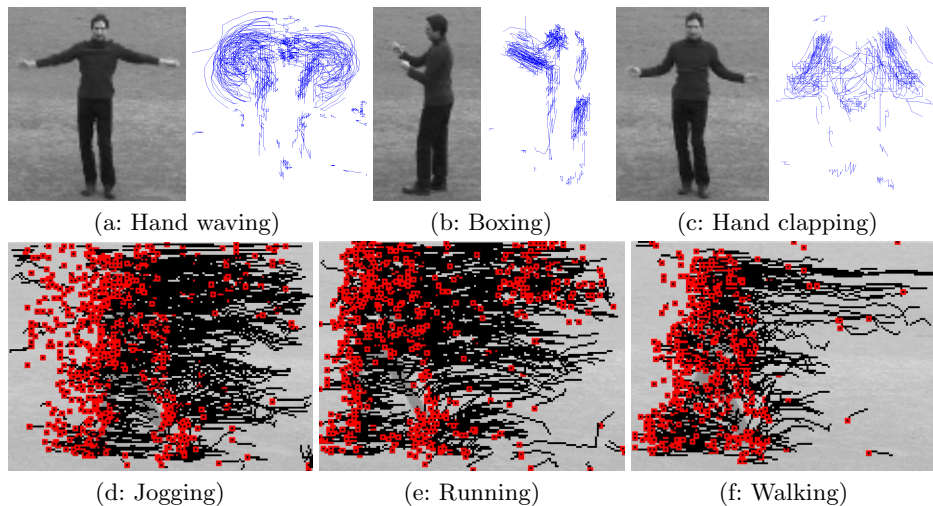 (a: Hand waving)
(b: Boxing)
(c: Hand clapping)
(d: Jogging)
(e: Running)
(f: Walking)